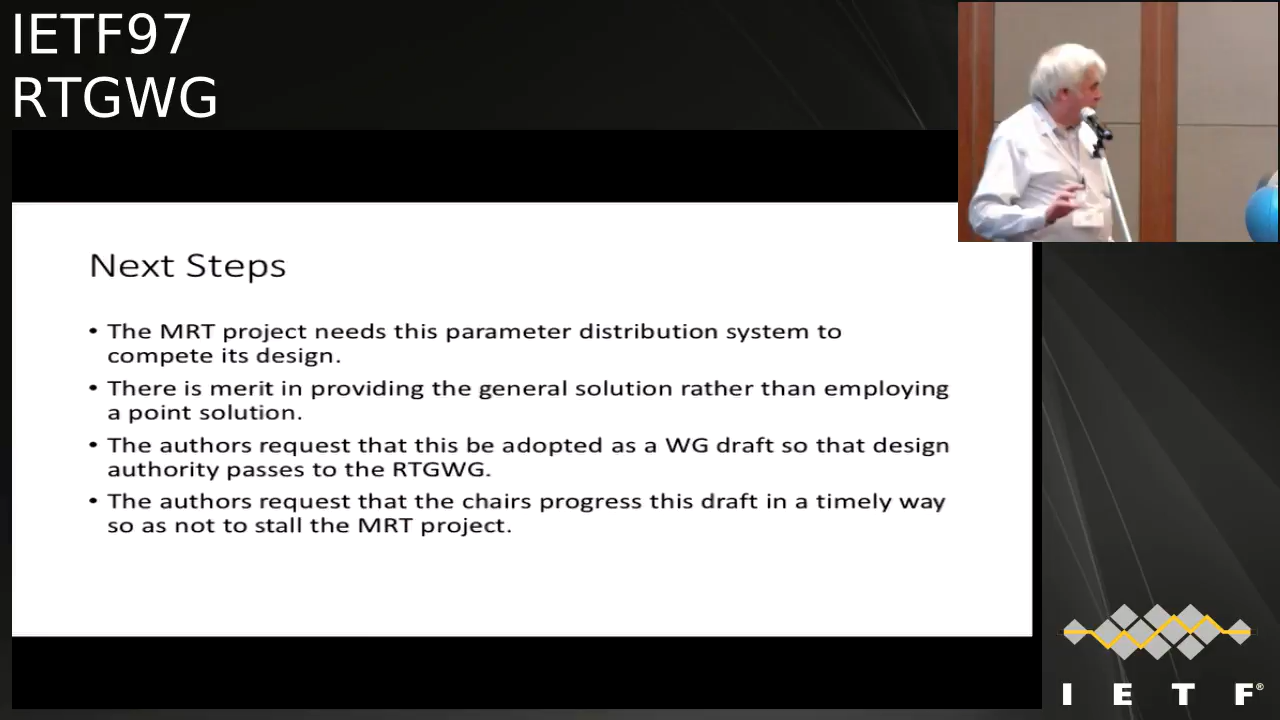 IETF97
RTGWG
Next Steps
• The MRT project needs this parameter distribution system to
compete its design.
• There is merit in providing the general solution rather than employing
a point solution.
• The authors request that this be adopted as a WG draft so that design
authority passes to the RTGWG.
• The authors request that the chairs progress this draft in a timely way
so as not to stall the MRT project.
I E T F®